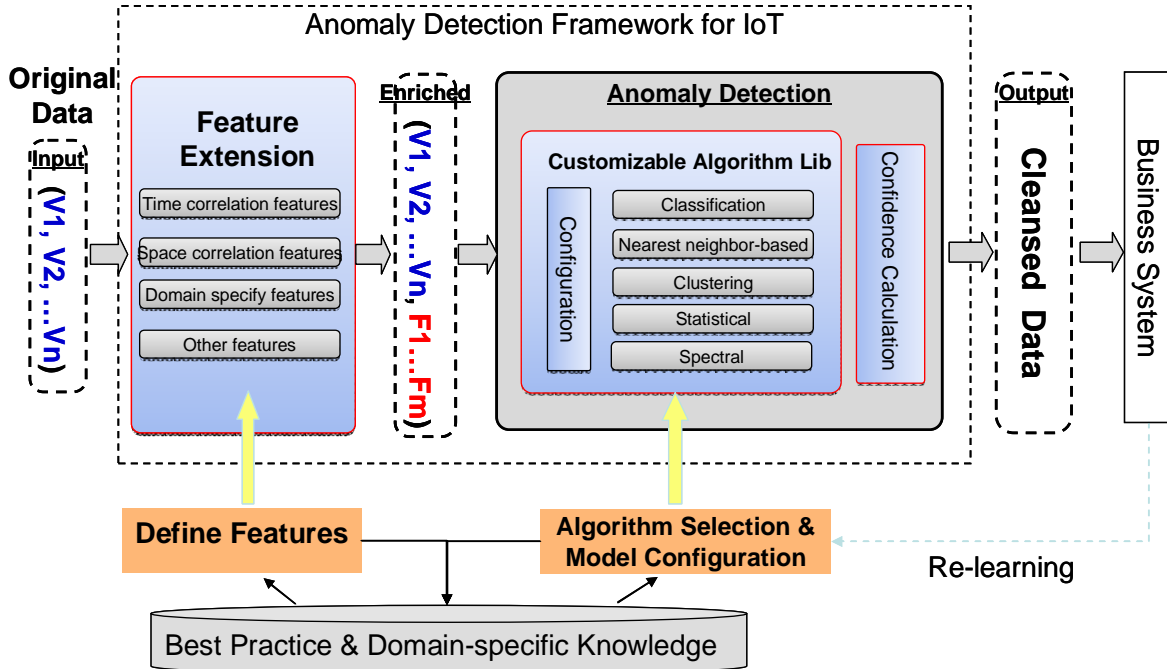 Anomaly Detection Framework for IoT
Original
Data
Input
(V1, V2, ....Vn)
Feature
Extension
Time correlation features
Space correlation features
Domain specify features
Other features
Enriched
(V1, V2, ...Vn, F1...Fm)
Anomaly Detection
Customizable Algorithm Lib
Configuration
Classification
Nearest neighbor-based
Clustering
Statistical
Spectral
Confidence Calculation
Output
Cleansed Data
Business System
Define Features
Algorithm Selection &
Model Configuration
Re-learning
Best Practice & Domain-specific Knowledge